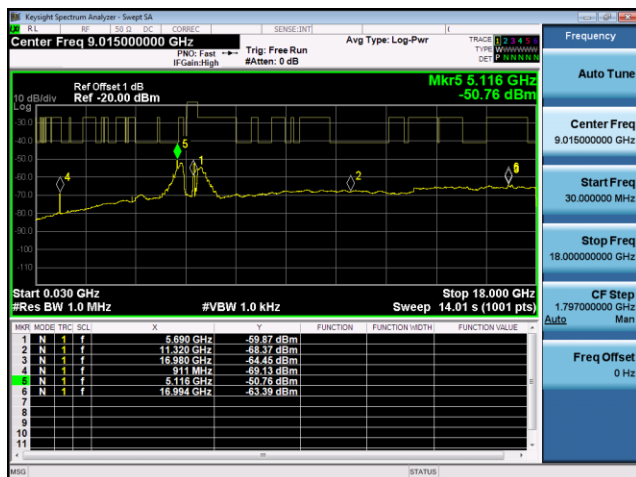 Keysight Spectrum Analyzer - Swept SA
RL RF 50 Ω DC CORREC SENSE:INT
Center Freq 9.015000000 GHz
PNO: Fast
IFGain:High
Trig: Free Run
#Atten: 0 dB
Avg Type: Log-Pwr
TRACE 1 2 3 4 5 6
TYPE W W W W W W
DET P N N N N N
Ref Offset 1 dB
Ref -20.00 dBm
10 dB/div
Log
Mkr5 5.116 GHz
-50.76 dBm
-30.0
-40.0
-50.0
-60.0
-70.0
-80.0
-90.0
-100
-110
4
5
1
2
Start 0.030 GHz
#Res BW 1.0 MHz
#VBW 1.0 kHz
Stop 18.000 GHz
Sweep 14.01 s (1001 pts)
MKR MODE TRC SCL X Y FUNCTION FUNCTION WIDTH FUNCTION VALUE
1 N 1 f 5.690 GHz -59.87 dBm
2 N 1 f 11.320 GHz -68.37 dBm
3 N 1 f 16.980 GHz -64.45 dBm
4 N 1 f 911 MHz -69.13 dBm
5 N 1 f 5.116 GHz -50.76 dBm
6 N 1 f 16.994 GHz -63.39 dBm
7
8
9
10
11
MSG STATUS
Frequency
Auto Tune
Center Freq
9.015000000 GHz
Start Freq
30.000000 MHz
Stop Freq
18.000000000 GHz
CF Step
1.797000000 GHz
Auto Man
Freq Offset
0 Hz